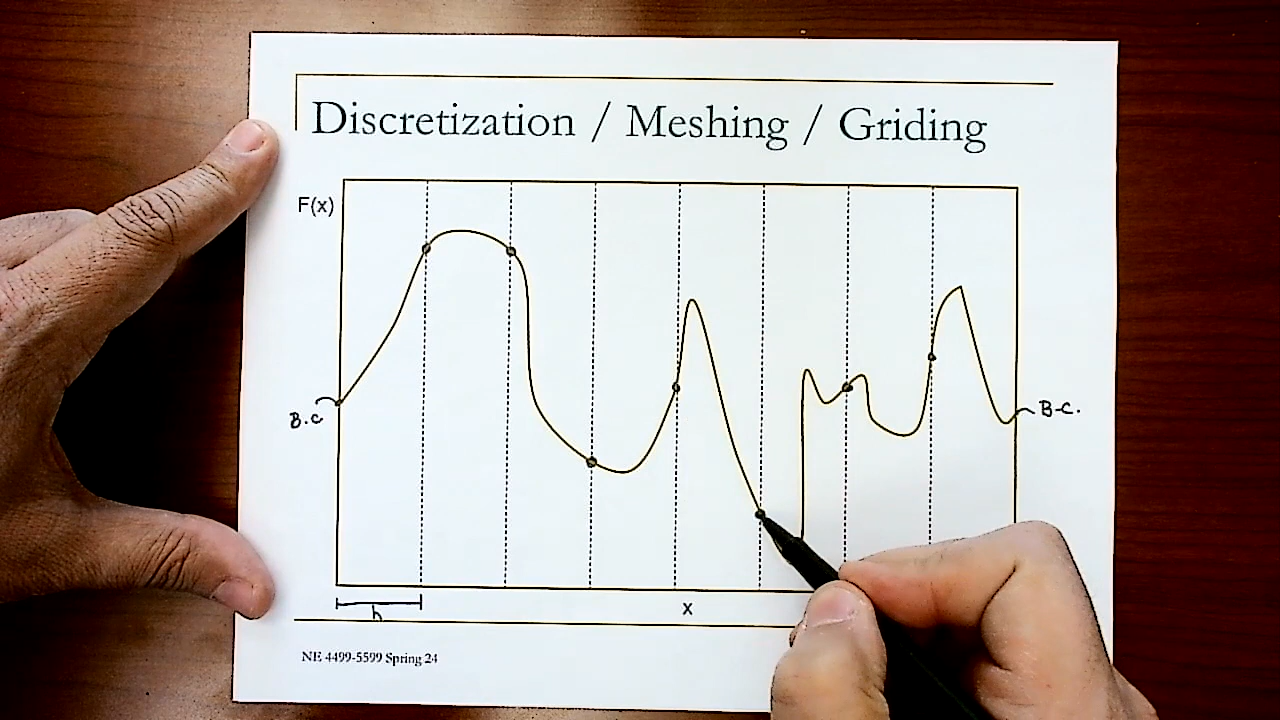 Discretization / Meshing / Griding
F(x)
B.C
B-C.
h
x
NE 4499-5599 Spring 24